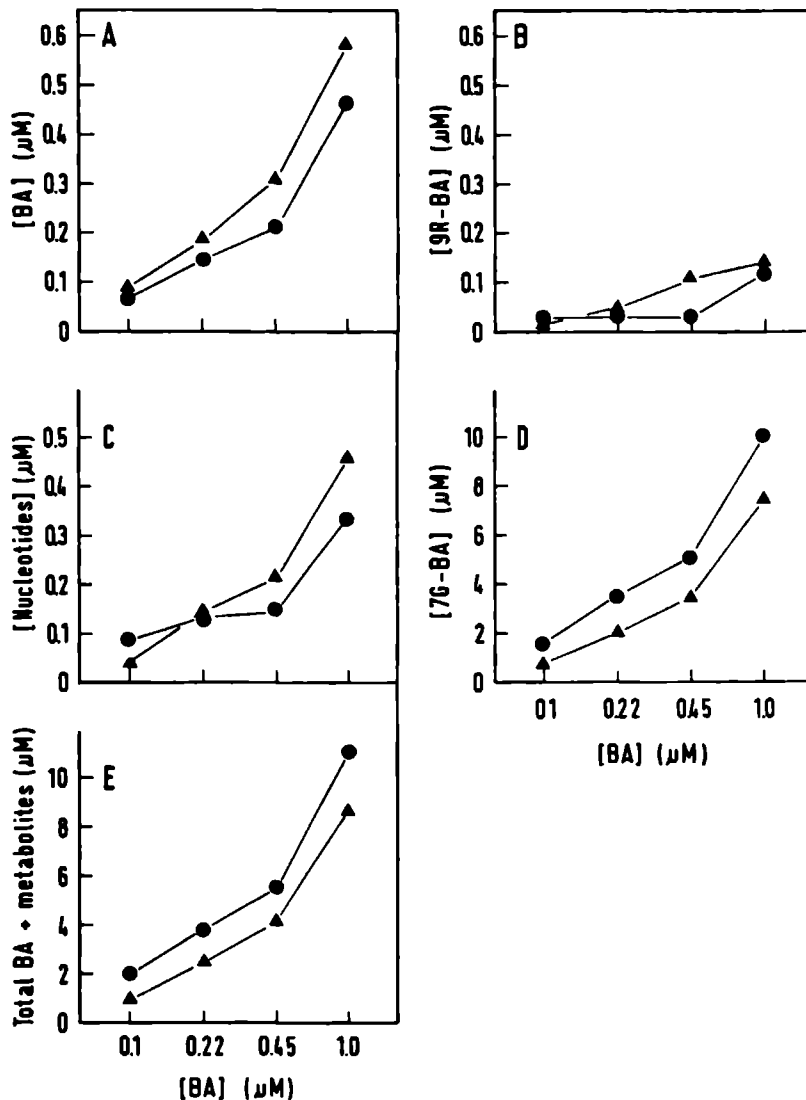 A
[BA] (μM)
0.6
0.5
0.4
0.3
0.2
0.1
0
B
[9R-BA] (μM)
0.6
0.5
0.4
0.3
0.2
0.1
0
C
[Nucleotides] (μM)
0.5
0.4
0.3
0.2
0.1
0
D
[7G-BA] (μM)
10
8
6
4
2
0
01 0.22 0.45 1.0
[BA] (μM)
E
Total BA + metabolites (μM)
10
8
6
4
2
0
0.1 0.22 0.45 1.0
[BA] (μM)